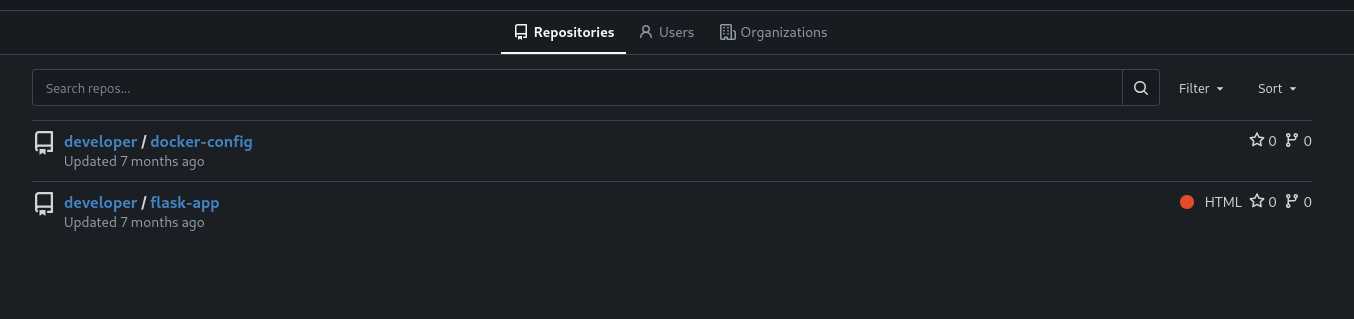 Repositories Users Organizations
Search repos... Filter Sort
developer / docker-config 0 0
Updated 7 months ago
developer / flask-app HTML 0 0
Updated 7 months ago